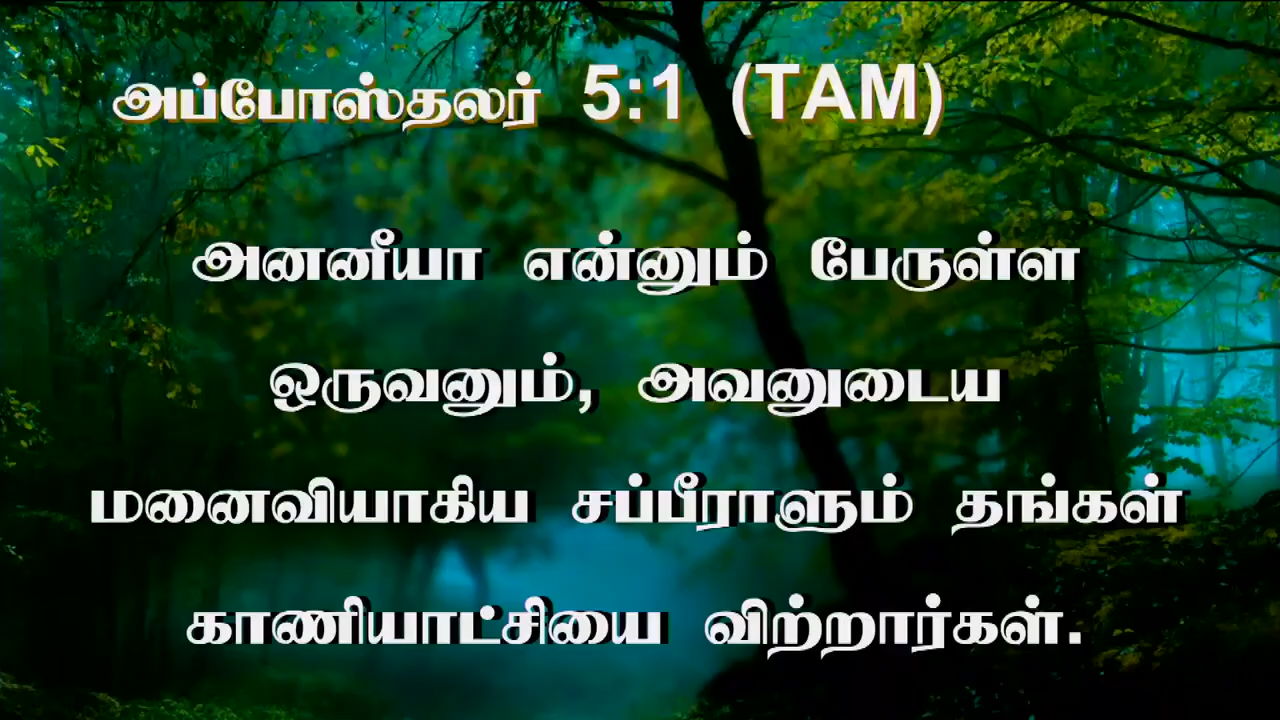 அப்போஸ்தலர் 5:1 (TAM)
அனனீயா என்னும் பேருள்ள
ஒருவனும், அவனுடைய
மனைவியாகிய சப்பீராளும் தங்கள்
காணியாட்சியை விற்றார்கள்.